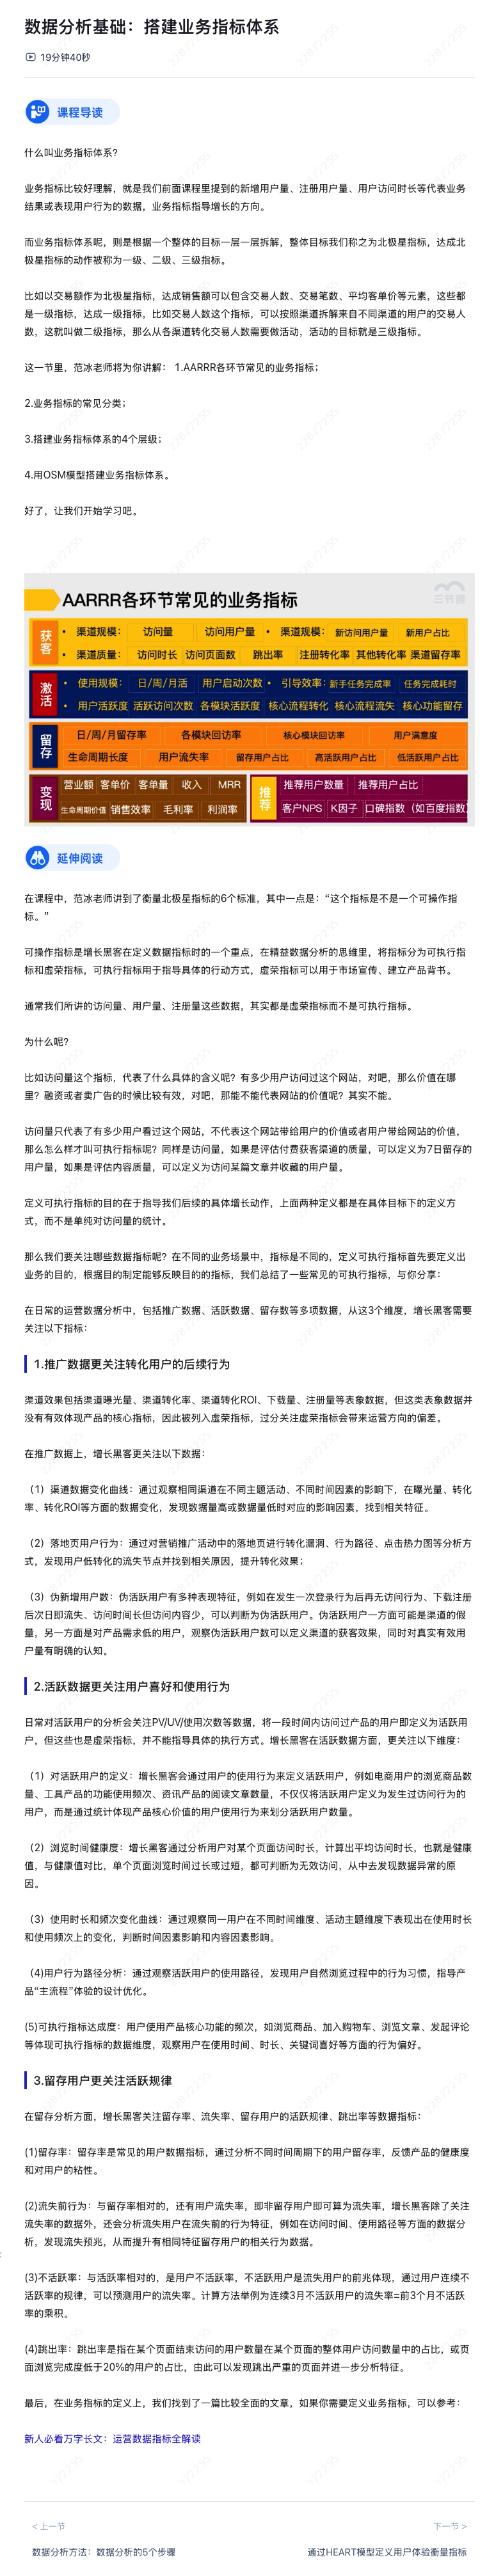 数据分析基础：搭建业务指标体系
19分钟40秒
课程导读
什么叫业务指标体系？
业务指标比较好理解，就是我们前面课程里提到的新增用户量、注册用户量、用户访问时长等代表业务
结果或表现用户行为的数据，业务指标指导增长的方向。
而业务指标体系呢，则是根据一个整体的目标一层一层拆解，整体目标我们称之为北极星指标，达成北
极星指标的动作被称为一级、二级、三级指标。
比如以交易额作为北极星指标，达成销售额可以包含交易人数、交易笔数、平均客单价等元素，这些都
是一级指标，达成一级指标，比如交易人数这个指标，可以按照渠道拆解来自不同渠道的用户的交易人
数，这就叫做二级指标，那么从各渠道转化交易人数需要做活动，活动的目标就是三级指标。
这一节里，范冰老师将为你讲解： 1.AARRR各环节常见的业务指标；
2.业务指标的常见分类；
3.搭建业务指标体系的4个层级；
4.用OSM模型搭建业务指标体系。
好了，让我们开始学习吧。
AARRR各环节常见的业务指标
三节课
获客
• 渠道规模： 访问量 访问用户量 • 渠道规模： 新访问用户量 新用户占比
• 渠道质量： 访问时长 访问页面数 跳出率 注册转化率 其他转化率 渠道留存率
激活
• 使用规模： 日/周/月活 用户启动次数 • 引导效率：新手任务完成率 任务完成耗时
• 用户活跃度 活跃访问次数 各模块活跃度 核心流程转化 核心流程流失 核心功能留存
留存
日/周/月留存率 各模块回访率 核心模块回访率 用户满意度
生命周期长度 用户流失率 留存用户占比 高活跃用户占比 低活跃用户占比
变现
营业额 客单价 客单量 收入 MRR
生命周期价值 销售效率 毛利率 利润率
推荐
推荐用户数量 推荐用户占比
客户NPS K因子 口碑指数（如百度指数）
延伸阅读
在课程中，范冰老师讲到了衡量北极星指标的6个标准，其中一点是：“这个指标是不是一个可操作指
标。”
可操作指标是增长黑客在定义数据指标时的一个重点，在精益数据分析的思维里，将指标分为可执行指
标和虚荣指标，可执行指标用于指导具体的行动方式，虚荣指标可以用于市场宣传、建立产品背书。
通常我们所讲的访问量、用户量、注册量这些数据，其实都是虚荣指标而不是可执行指标。
为什么呢？
比如访问量这个指标，代表了什么具体的含义呢？有多少用户访问过这个网站，对吧，那么价值在哪
里？融资或者卖广告的时候比较有效，对吧，那能不能代表网站的价值呢？其实不能。
访问量只代表了有多少用户看过这个网站，不代表这个网站带给用户的价值或者用户带给网站的价值，
那么怎么样才叫可执行指标呢？同样是访问量，如果是评估付费获客渠道的质量，可以定义为7日留存的
用户量，如果是评估内容质量，可以定义为访问某篇文章并收藏的用户量。
定义可执行指标的目的在于指导我们后续的具体增长动作，上面两种定义都是在具体目标下的定义方
式，而不是单纯对访问量的统计。
那么我们要关注哪些数据指标呢？在不同的业务场景中，指标是不同的，定义可执行指标首先要定义出
业务的目的，根据目的制定能够反映目的的指标，我们总结了一些常见的可执行指标，与你分享：
在日常的运营数据分析中，包括推广数据、活跃数据、留存数等多项数据，从这3个维度，增长黑客需要
关注以下指标：
1.推广数据更关注转化用户的后续行为
渠道效果包括渠道曝光量、渠道转化率、渠道转化ROI、下载量、注册量等表象数据，但这类表象数据并
没有有效体现产品的核心指标，因此被列入虚荣指标，过分关注虚荣指标会带来运营方向的偏差。
在推广数据上，增长黑客更关注以下数据：
（1）渠道数据变化曲线：通过观察相同渠道在不同主题活动、不同时间因素的影响下，在曝光量、转化
率、转化ROI等方面的数据变化，发现数据量高或数据量低时对应的影响因素，找到相关特征。
（2）落地页用户行为：通过对营销推广活动中的落地页进行转化漏洞、行为路径、点击热力图等分析方
式，发现用户低转化的流失节点并找到相关原因，提升转化效果；
（3）伪新增用户数：伪活跃用户有多种表现特征，例如在发生一次登录行为后再无访问行为、下载注册
后次日即流失、访问时间长但访问内容少，可以判断为伪活跃用户。伪活跃用户一方面可能是渠道的假
量，另一方面是对产品需求低的用户，观察伪活跃用户数可以定义渠道的获客效果，同时对真实有效用
户量有明确的认知。
2.活跃数据更关注用户喜好和使用行为
日常对活跃用户的分析会关注PV/UV/使用次数等数据，将一段时间内访问过产品的用户即定义为活跃用
户，但这些也是虚荣指标，并不能指导具体的执行方式。增长黑客在活跃数据方面，更关注以下维度：
（1）对活跃用户的定义：增长黑客会通过用户的使用行为来定义活跃用户，例如电商用户的浏览商品数
量、工具产品的功能使用频次、资讯产品的阅读文章数量，不仅仅将活跃用户定义为发生过访问行为的
用户，而是通过统计体现产品核心价值的用户使用行为来划分活跃用户数量。
（2）浏览时间健康度：增长黑客通过分析用户对某个页面访问时长，计算出平均访问时长，也就是健康
值，与健康值对比，单个页面浏览时间过长或过短，都可判断为无效访问，从中去发现数据异常的原
因。
（3）使用时长和频次变化曲线：通过观察同一用户在不同时间维度、活动主题维度下表现出在使用时长
和使用频次上的变化，判断时间因素影响和内容因素影响。
（4)用户行为路径分析：通过观察活跃用户的使用路径，发现用户自然浏览过程中的行为习惯，指导产
品“主流程”体验的设计优化。
(5)可执行指标达成度：用户使用产品核心功能的频次，如浏览商品、加入购物车、浏览文章、发起评论
等体现可执行指标的数据维度，观察用户在使用时间、时长、关键词喜好等方面的行为偏好。
3.留存用户更关注活跃规律
在留存分析方面，增长黑客关注留存率、流失率、留存用户的活跃规律、跳出率等数据指标：
(1)留存率：留存率是常见的用户数据指标，通过分析不同时间周期下的用户留存率，反馈产品的健康度
和对用户的粘性。
(2)流失前行为：与留存率相对的，还有用户流失率，即非留存用户即可算为流失率，增长黑客除了关注
流失率的数据外，还会分析流失用户在流失前的行为特征，例如在访问时间、使用路径等方面的数据分
析，发现流失预兆，从而提升有相同特征留存用户的相关行为数据。
(3)不活跃率：与活跃率相对的，是用户不活跃率，不活跃用户是流失用户的前兆体现，通过用户连续不
活跃率的规律，可以预测用户的流失率。计算方法举例为连续3月不活跃用户的流失率=前3个月不活跃
率的乘积。
(4)跳出率：跳出率是指在某个页面结束访问的用户数量在某个页面的整体用户访问数量中的占比，或页
面浏览完成度低于20%的用户的占比，由此可以发现跳出严重的页面并进一步分析特征。
最后，在业务指标的定义上，我们找到了一篇比较全面的文章，如果你需要定义业务指标，可以参考：
新人必看万字长文：运营数据指标全解读
< 上一节
下一节 >
数据分析方法：数据分析的5个步骤
通过HEART模型定义用户体验衡量指标